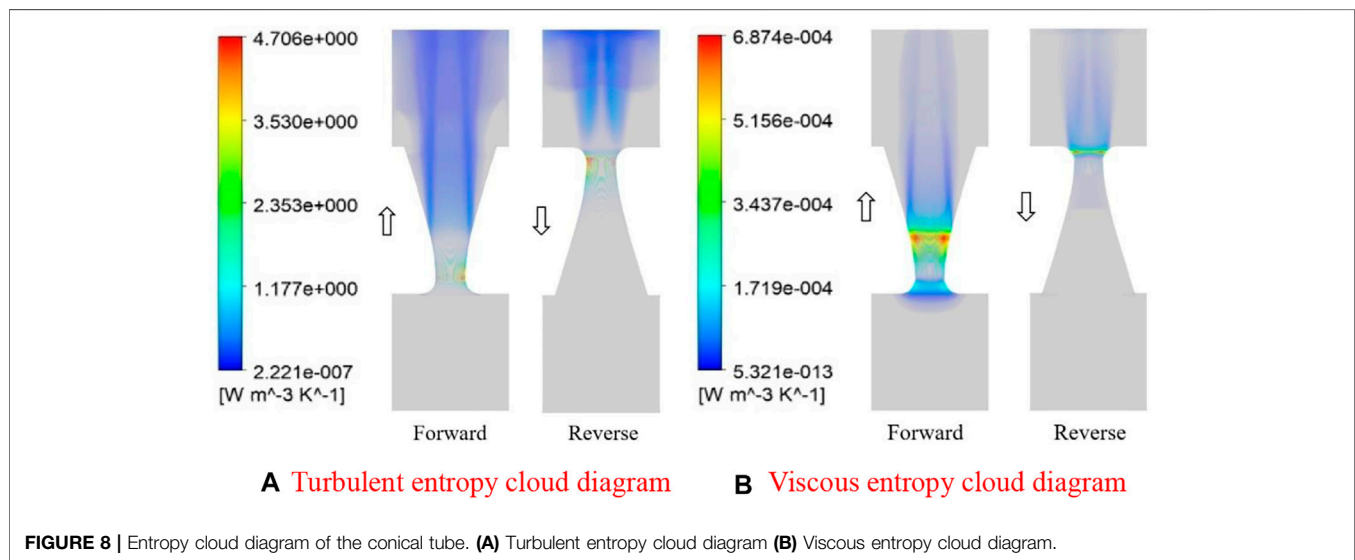 4.706e+000
3.530e+000
2.353e+000
1.177e+000
2.221e-007
[W m^-3 K^-1]
Forward
Reverse
6.874e-004
5.156e-004
3.437e-004
1.719e-004
5.321e-013
[W m^-3 K^-1]
Forward
Reverse
A Turbulent entropy cloud diagram
B Viscous entropy cloud diagram
FIGURE 8 | Entropy cloud diagram of the conical tube. (A) Turbulent entropy cloud diagram (B) Viscous entropy cloud diagram.